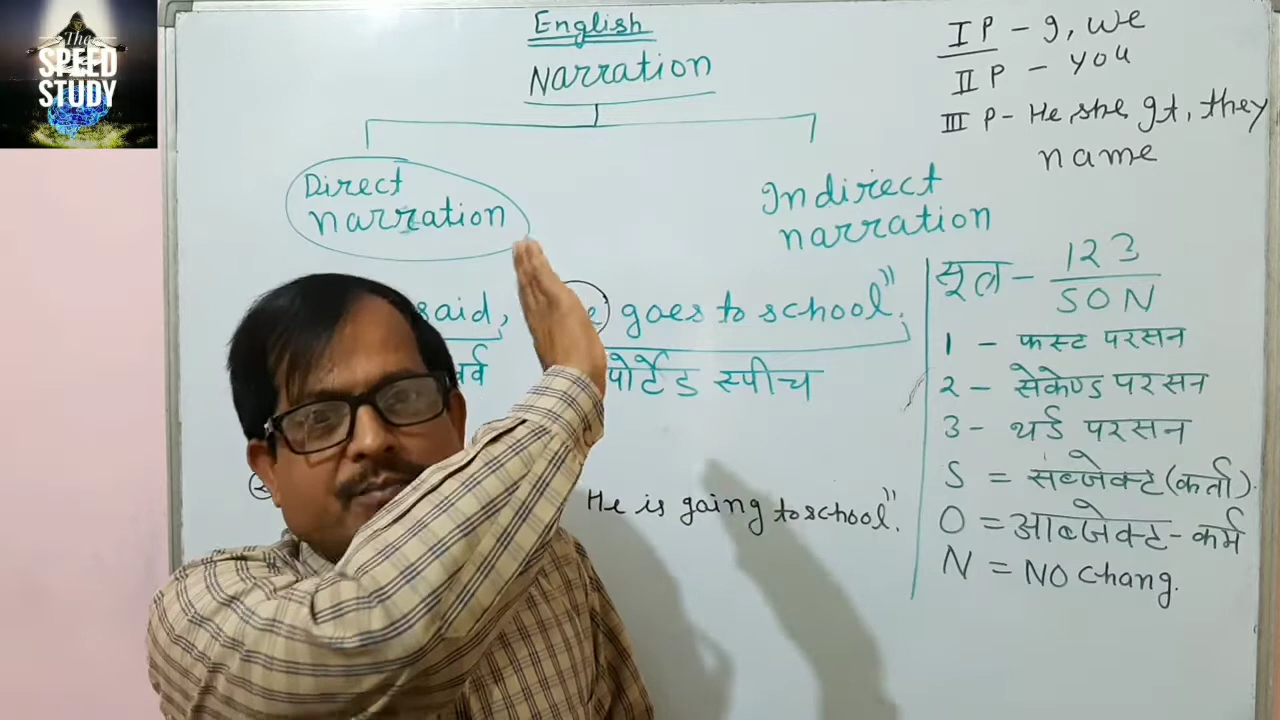 The
SPEED
STUDY
English
Narration
IP - I, we
II P - you
III P - He, she It, they
name
Direct
narration
Indirect
narration
said, goes to school".
पोर्टेड स्पीच
He is going to school".
सूत्र - 123
SON
1 - फस्ट परसन
2 - सेकेण्ड परसन
3 - थर्ड परसन
S = सब्जेक्ट (कर्ता).
O = आब्जेक्ट - कर्म
N = NO Chang.